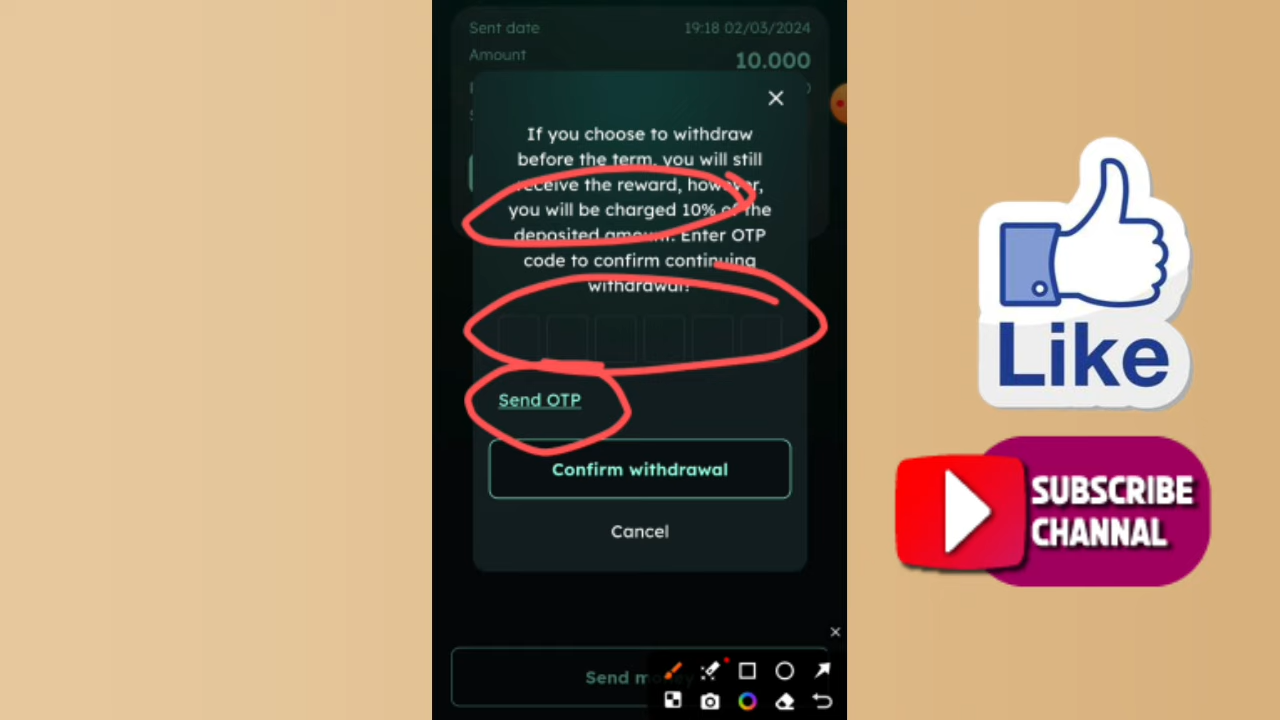 Sent date 19:18 02/03/2024
Amount 10.000
If you choose to withdraw
before the term, you will still
receive the reward, however,
you will be charged 10% of the
deposited amount. Enter OTP
code to confirm continuing
withdrawal!
Send OTP
Confirm withdrawal
Cancel
Send money
Like
SUBSCRIBE
CHANNAL